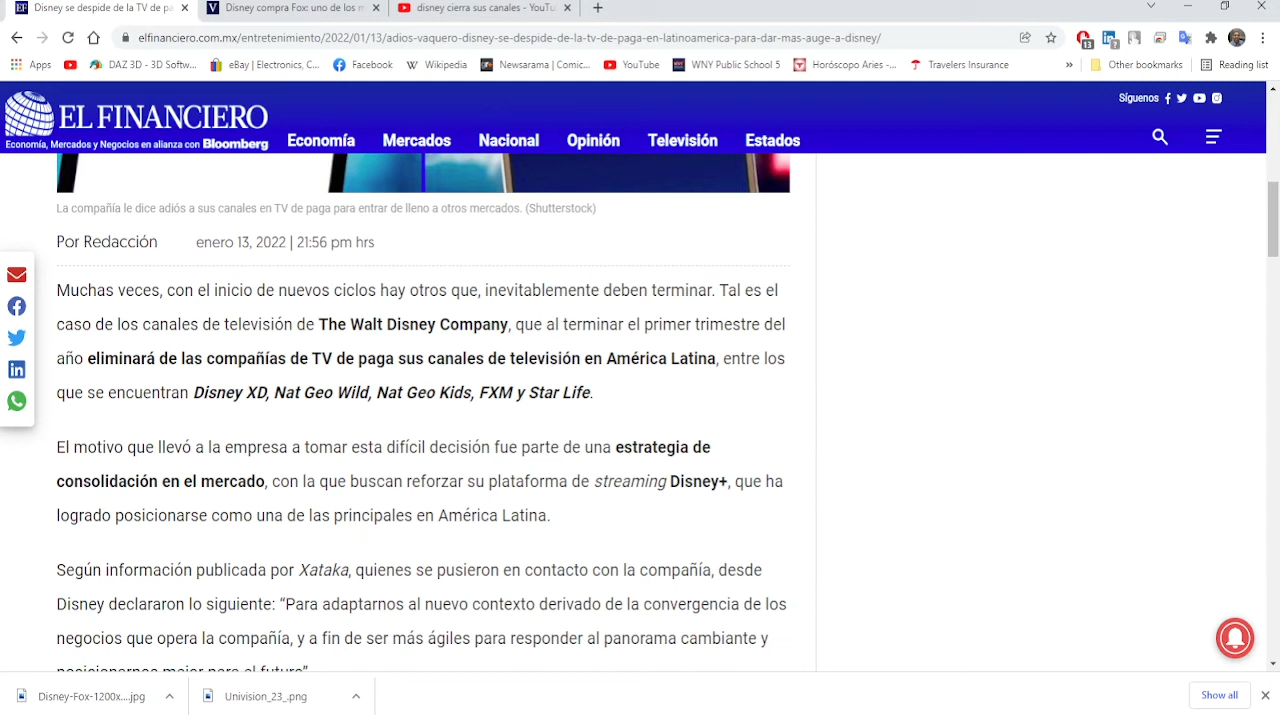 Disney se despide de la TV de pa
Disney compra Fox: uno de los m
disney cierra sus canales - YouTu
elfinanciero.com.mx/entretenimiento/2022/01/13/adios-vaquero-disney-se-despide-de-la-tv-de-paga-en-latinoamerica-para-dar-mas-auge-a-disney/
Apps DAZ 3D - 3D Softw... eBay | Electronics, C... Facebook Wikipedia Newsarama | Comic... YouTube WNY Public School 5 Horóscopo Aries -... Travelers Insurance » Other bookmarks Reading list
Síguenos
EL FINANCIERO
Economía, Mercados y Negocios en alianza con Bloomberg
Economía Mercados Nacional Opinión Televisión Estados
La compañía le dice adiós a sus canales en TV de paga para entrar de lleno a otros mercados. (Shutterstock)
Por Redacción enero 13, 2022 | 21:56 pm hrs
Muchas veces, con el inicio de nuevos ciclos hay otros que, inevitablemente deben terminar. Tal es el
caso de los canales de televisión de The Walt Disney Company, que al terminar el primer trimestre del
año eliminará de las compañías de TV de paga sus canales de televisión en América Latina, entre los
que se encuentran Disney XD, Nat Geo Wild, Nat Geo Kids, FXM y Star Life.
El motivo que llevó a la empresa a tomar esta difícil decisión fue parte de una estrategia de
consolidación en el mercado, con la que buscan reforzar su plataforma de streaming Disney+, que ha
logrado posicionarse como una de las principales en América Latina.
Según información publicada por Xataka, quienes se pusieron en contacto con la compañía, desde
Disney declararon lo siguiente: “Para adaptarnos al nuevo contexto derivado de la convergencia de los
negocios que opera la compañía, y a fin de ser más ágiles para responder al panorama cambiante y
posicionarnos mejor para el futuro”
Disney-Fox-1200x....jpg
Univision_23_.png
Show all